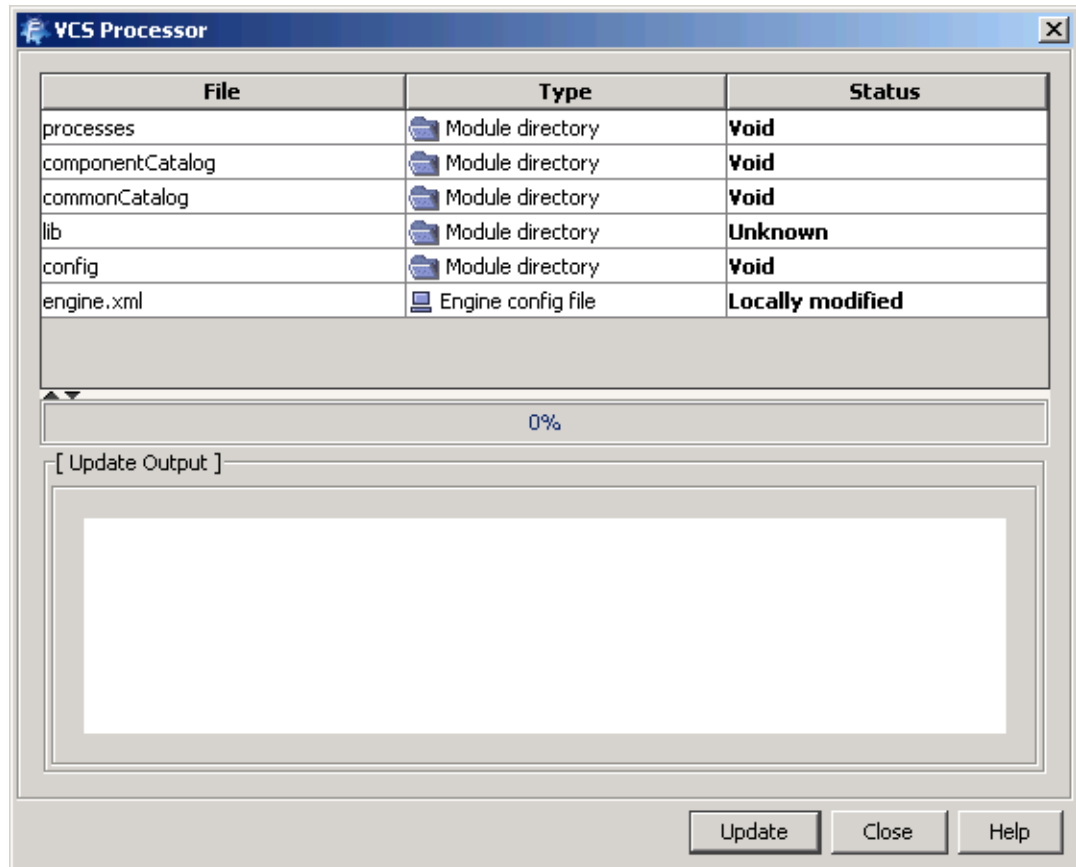 VCS Processor
File Type Status
processes Module directory Void
componentCatalog Module directory Void
commonCatalog Module directory Void
lib Module directory Unknown
config Module directory Void
engine.xml Engine config file Locally modified
0%
[ Update Output ]
Update Close Help